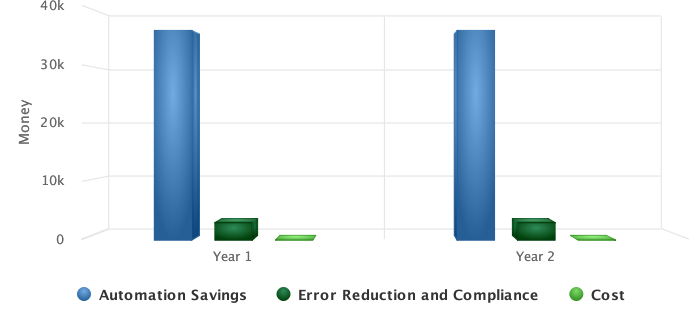 40k
30k
20k
10k
0
Money
Year 1
Year 2
Automation Savings
Error Reduction and Compliance
Cost